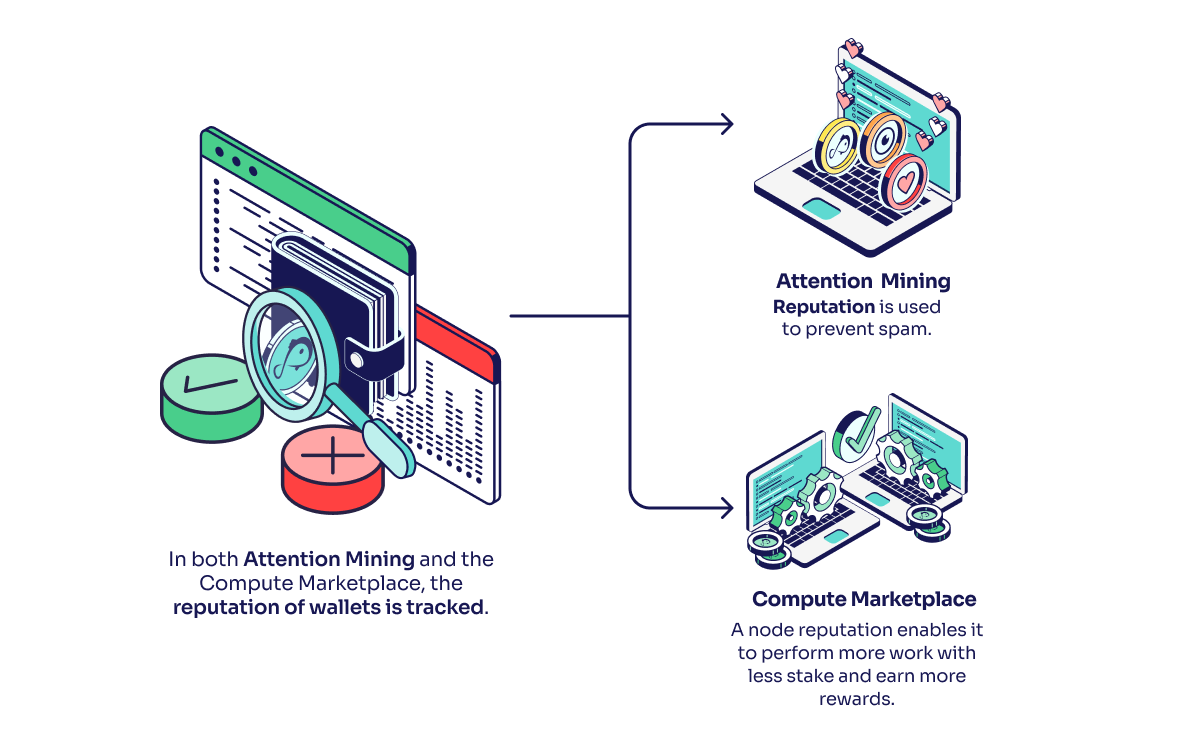 In both Attention Mining and the
Compute Marketplace, the
reputation of wallets is tracked.
Attention Mining
Reputation is used
to prevent spam.
Compute Marketplace
A node reputation enables it
to perform more work with
less stake and earn more
rewards.